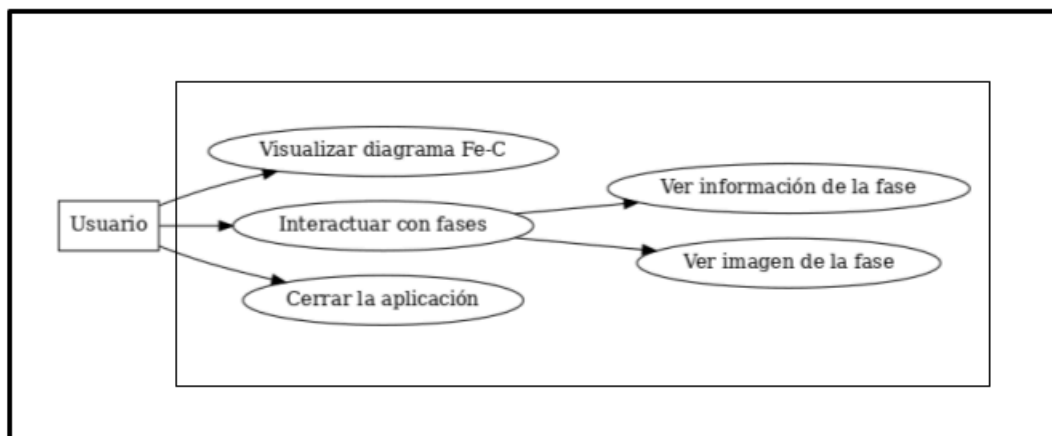 Usuario
Visualizar diagrama Fe-C
Interactuar con fases
Cerrar la aplicación
Ver información de la fase
Ver imagen de la fase